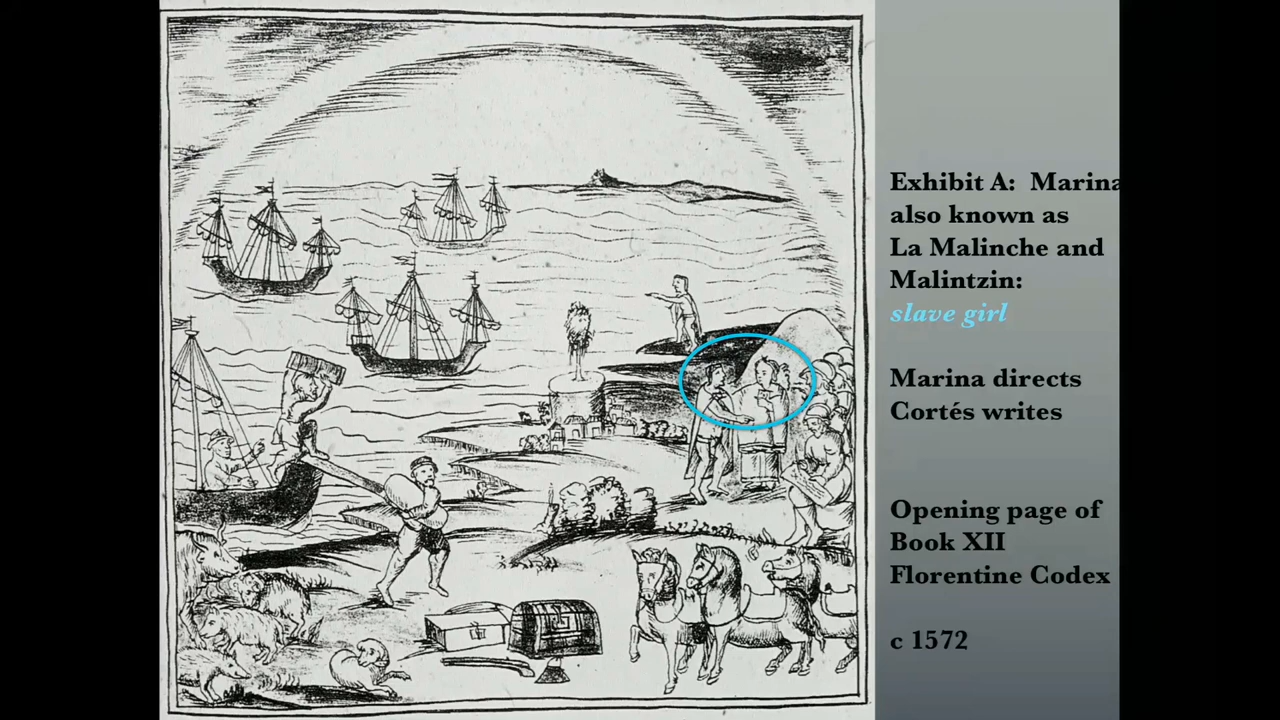 Exhibit A: Marina
also known as
La Malinche and
Malintzin:
slave girl
Marina directs
Cortés writes
Opening page of
Book XII
Florentine Codex
c 1572